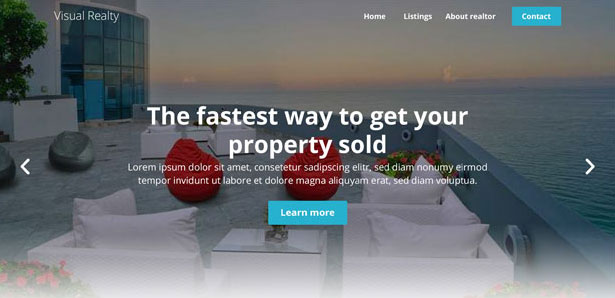 Visual Realty
Home
Listings
About realtor
Contact
The fastest way to get your
property sold
Lorem ipsum dolor sit amet, consetetur sadipscing elitr, sed diam nonumy eirmod
tempor invidunt ut labore et dolore magna aliquyam erat, sed diam voluptua.
Learn more